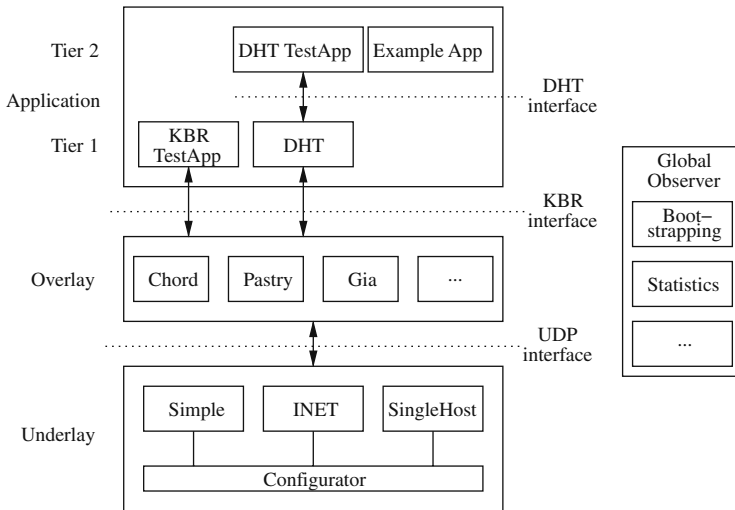 Tier 2
DHT TestApp
Example App
DHT
interface
Application
Tier 1
KBR
TestApp
DHT
Global
Observer
KBR
interface
Boot–
strapping
Overlay
Chord
Pastry
Gia
...
Statistics
UDP
interface
...
Underlay
Simple
INET
SingleHost
Configurator